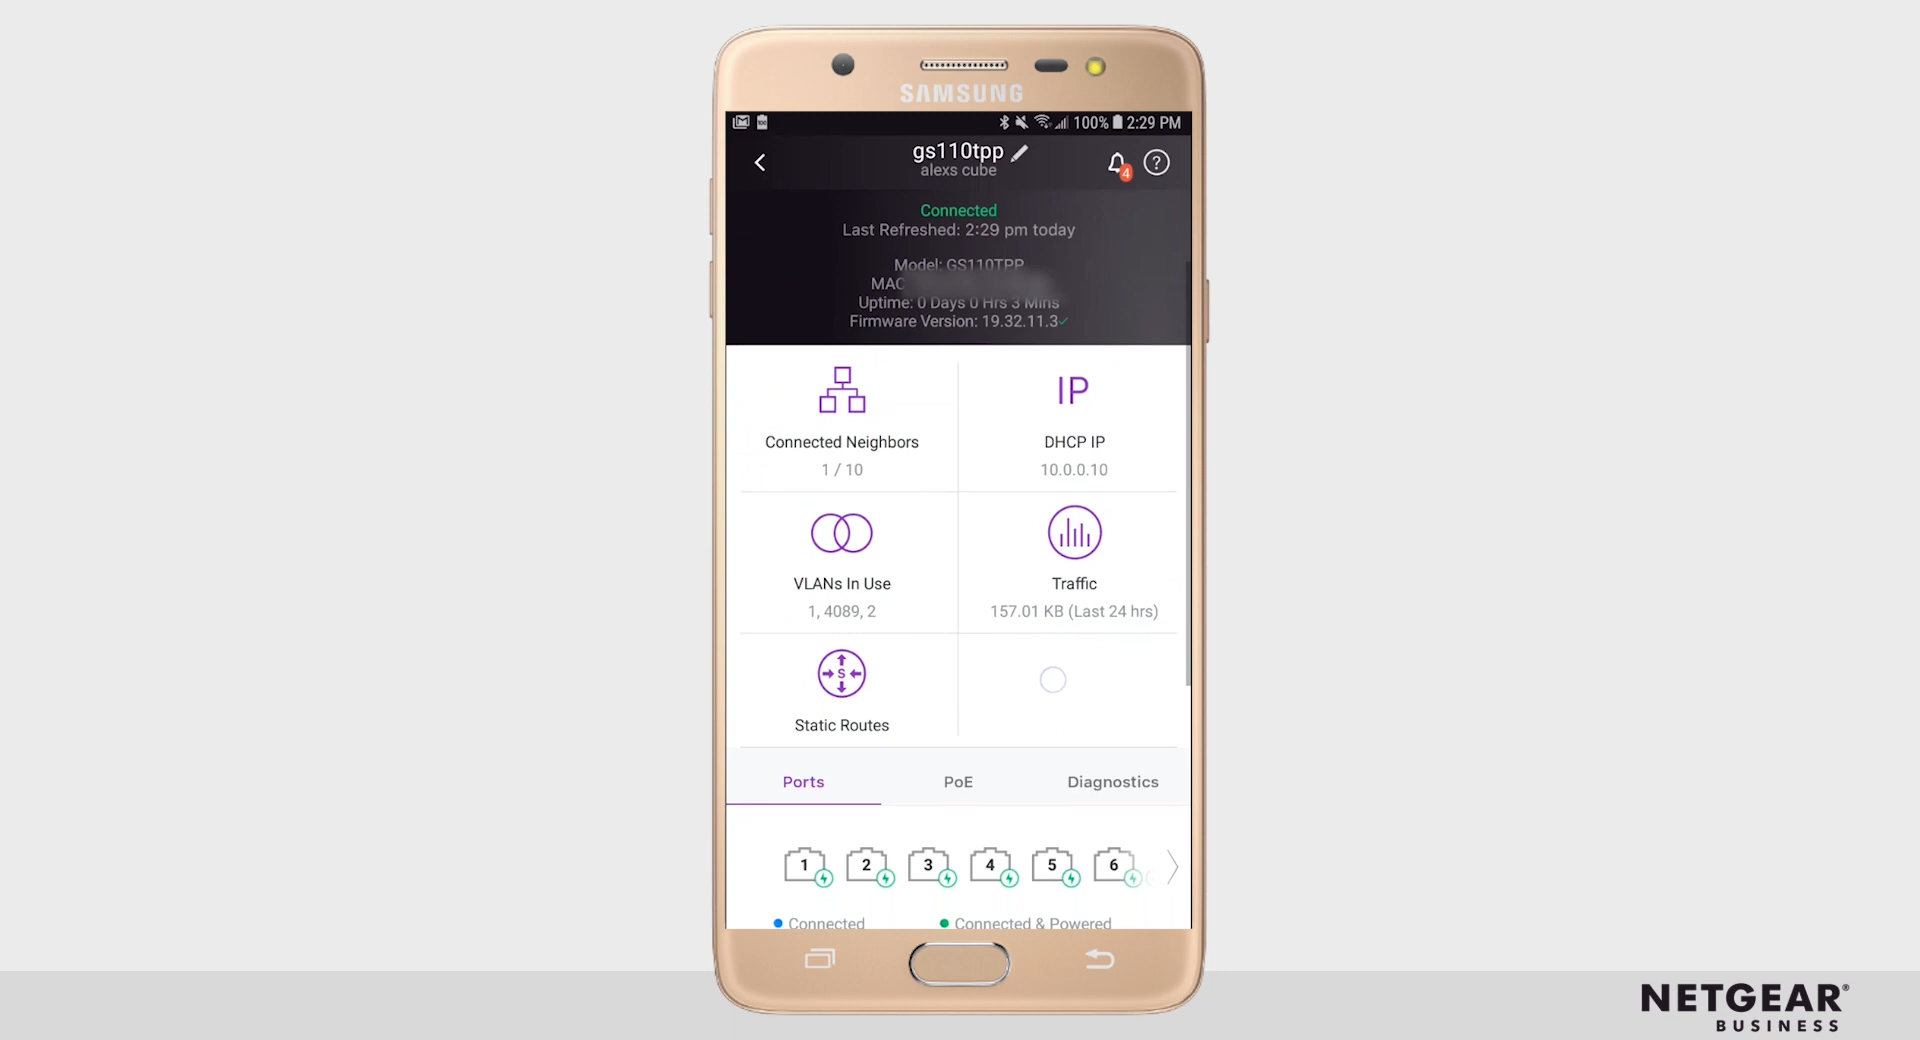 SAMSUNG
100% 2:29 PM
gs110tpp
alexs cube
4
?
Connected
Last Refreshed: 2:29 pm today
Model: GS110TPP
MAC
Uptime: 0 Days 0 Hrs 3 Mins
Firmware Version: 19.32.11.3
IP
Connected Neighbors
DHCP IP
1 / 10
10.0.0.10
VLANs In Use
Traffic
1, 4089, 2
157.01 KB (Last 24 hrs)
S
Static Routes
Ports PoE Diagnostics
1 2 3 4 5 6
Connected Connected & Powered
NETGEAR®
BUSINESS